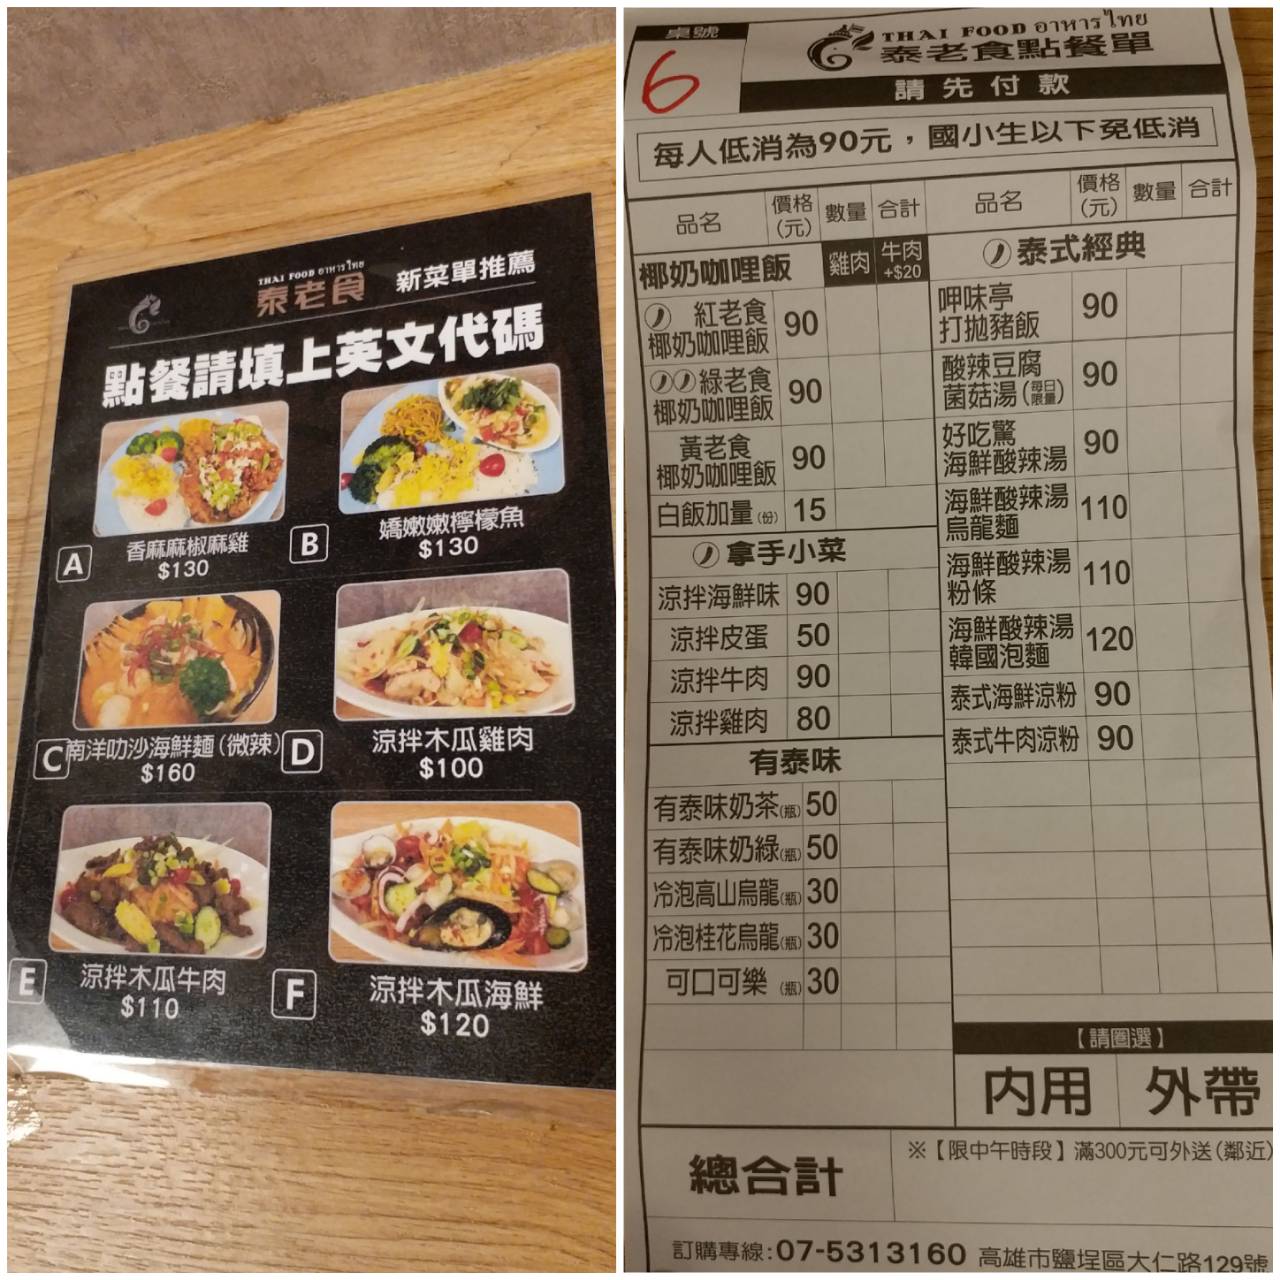 THAI FOOD อาหารไทย
泰老食
新菜單推薦
點餐請填上英文代碼
A
香麻麻椒麻雞
$130
B
嬌嫩嫩檸檬魚
$130
C
南洋叻沙海鮮麵(微辣)
$160
D
涼拌木瓜雞肉
$100
E
涼拌木瓜牛肉
$110
F
涼拌木瓜海鮮
$120
桌號
6
THAI FOOD อาหารไทย
泰老食點餐單
請先付款
每人低消為90元，國小生以下免低消
品名 價格(元) 數量 合計
椰奶咖哩飯 雞肉 牛肉+$20
紅老食椰奶咖哩飯 90
綠老食椰奶咖哩飯 90
黃老食椰奶咖哩飯 90
白飯加量(份) 15
拿手小菜
涼拌海鮮味 90
涼拌皮蛋 50
涼拌牛肉 90
涼拌雞肉 80
有泰味
有泰味奶茶(瓶) 50
有泰味奶綠(瓶) 50
冷泡高山烏龍(瓶) 30
冷泡桂花烏龍(瓶) 30
可口可樂(瓶) 30
品名 價格(元) 數量 合計
泰式經典
呷味亭打拋豬飯 90
酸辣豆腐菌菇湯(每日限量) 90
好吃驚海鮮酸辣湯 90
海鮮酸辣湯烏龍麵 110
海鮮酸辣湯粉條 110
海鮮酸辣湯韓國泡麵 120
泰式海鮮涼粉 90
泰式牛肉涼粉 90
【請圈選】
內用 外帶
總合計
※【限中午時段】滿300元可外送(鄰近)
訂購專線:07-5313160 高雄市鹽埕區大仁路129號